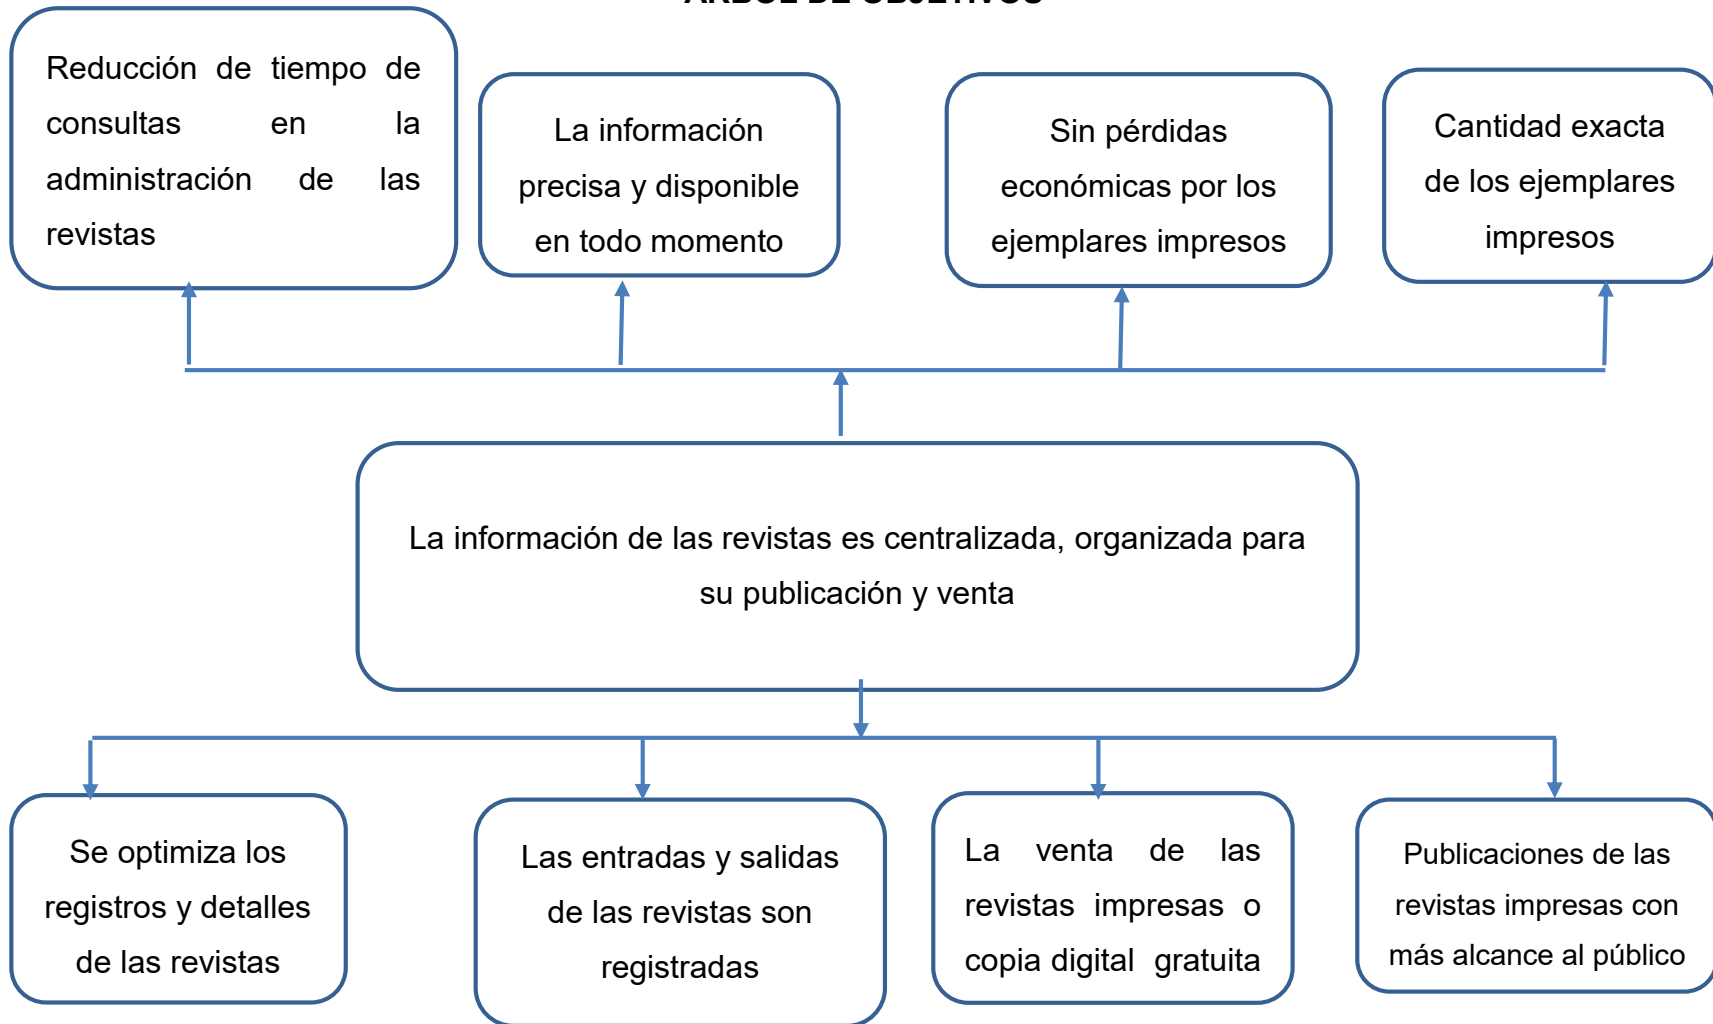 ÁRBOL DE OBJETIVOS
Reducción de tiempo de
consultas en la
administración de las
revistas
La información
precisa y disponible
en todo momento
Sin pérdidas
económicas por los
ejemplares impresos
Cantidad exacta
de los ejemplares
impresos
La información de las revistas es centralizada, organizada para
su publicación y venta
Se optimiza los
registros y detalles
de las revistas
Las entradas y salidas
de las revistas son
registradas
La venta de las
revistas impresas o
copia digital gratuita
Publicaciones de las
revistas impresas con
más alcance al público